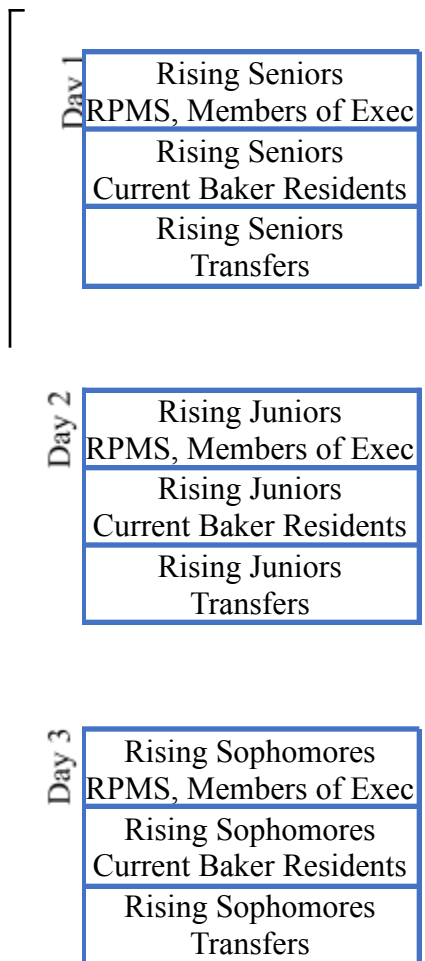 Day 1
Rising Seniors
RPMS, Members of Exec
Rising Seniors
Current Baker Residents
Rising Seniors
Transfers
Day 2
Rising Juniors
RPMS, Members of Exec
Rising Juniors
Current Baker Residents
Rising Juniors
Transfers
Day 3
Rising Sophomores
RPMS, Members of Exec
Rising Sophomores
Current Baker Residents
Rising Sophomores
Transfers